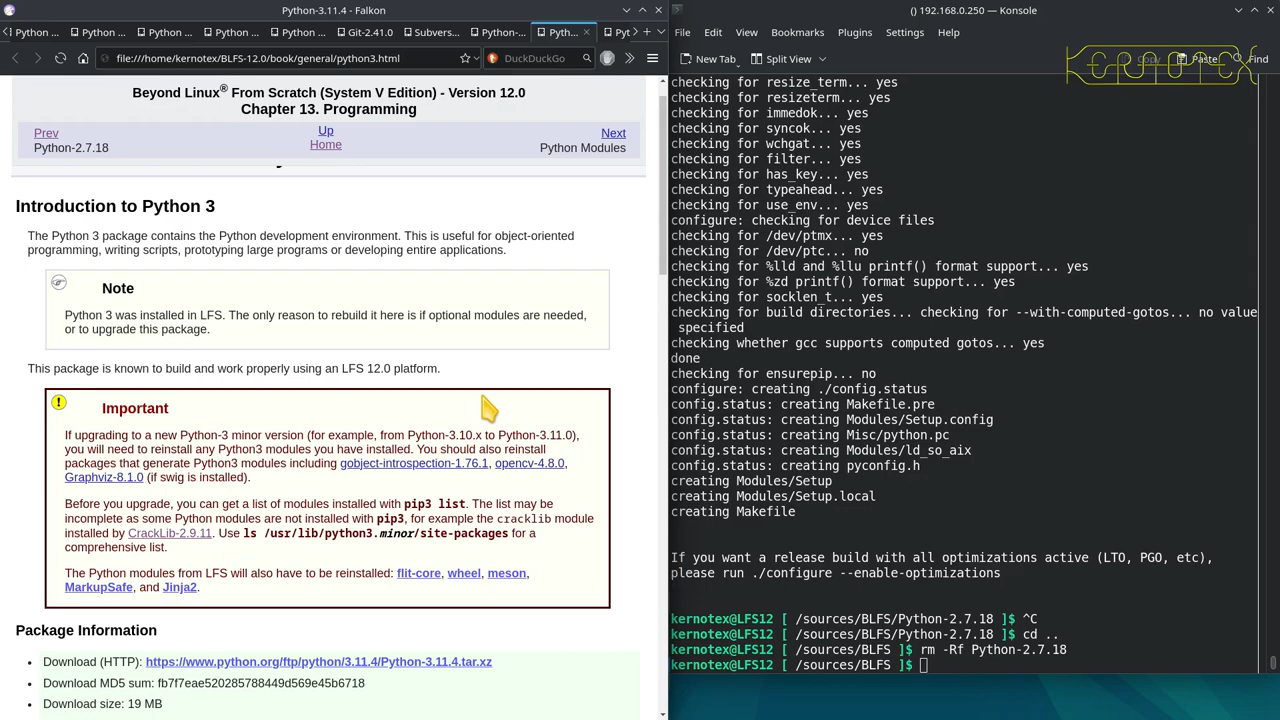 Python-3.11.4 - Falkon
Python ...
Python ...
Python ...
Python ...
Python ...
Git-2.41.0
Subvers...
Python-...
Pyth...
Pyt
file:///home/kernotex/BLFS-12.0/book/general/python3.html
DuckDuckGo
Beyond Linux® From Scratch (System V Edition) - Version 12.0
Chapter 13. Programming
Prev
Python-2.7.18
Up
Home
Next
Python Modules
Introduction to Python 3
The Python 3 package contains the Python development environment. This is useful for object-oriented
programming, writing scripts, prototyping large programs or developing entire applications.
Note
Python 3 was installed in LFS. The only reason to rebuild it here is if optional modules are needed,
or to upgrade this package.
This package is known to build and work properly using an LFS 12.0 platform.
Important
If upgrading to a new Python-3 minor version (for example, from Python-3.10.x to Python-3.11.0),
you will need to reinstall any Python3 modules you have installed. You should also reinstall
packages that generate Python3 modules including gobject-introspection-1.76.1, opencv-4.8.0,
Graphviz-8.1.0 (if swig is installed).
Before you upgrade, you can get a list of modules installed with pip3 list. The list may be
incomplete as some Python modules are not installed with pip3, for example the cracklib module
installed by CrackLib-2.9.11. Use ls /usr/lib/python3.minor/site-packages for a
comprehensive list.
The Python modules from LFS will also have to be reinstalled: flit-core, wheel, meson,
MarkupSafe, and Jinja2.
Package Information
Download (HTTP): https://www.python.org/ftp/python/3.11.4/Python-3.11.4.tar.xz
Download MD5 sum: fb7f7eae520285788449d569e45b6718
Download size: 19 MB
() 192.168.0.250 — Konsole
File Edit View Bookmarks Plugins Settings Help
New Tab
Split View
Copy
Paste
Find
KERNOTEX
checking for resize_term... yes
checking for resizeterm... yes
checking for immedok... yes
checking for syncok... yes
checking for wchgat... yes
checking for filter... yes
checking for has_key... yes
checking for typeahead... yes
checking for use_env... yes
configure: checking for device files
checking for /dev/ptmx... yes
checking for /dev/ptc... no
checking for %lld and %llu printf() format support... yes
checking for %zd printf() format support... yes
checking for socklen_t... yes
checking for build directories... checking for --with-computed-gotos... no value
specified
checking whether gcc supports computed gotos... yes
done
checking for ensurepip... no
configure: creating ./config.status
config.status: creating Makefile.pre
config.status: creating Modules/Setup.config
config.status: creating Misc/python.pc
config.status: creating Modules/ld_so_aix
config.status: creating pyconfig.h
creating Modules/Setup
creating Modules/Setup.local
creating Makefile
If you want a release build with all optimizations active (LTO, PGO, etc),
please run ./configure --enable-optimizations
kernotex@LFS12 [ /sources/BLFS/Python-2.7.18 ]$ ^C
kernotex@LFS12 [ /sources/BLFS/Python-2.7.18 ]$ cd ..
kernotex@LFS12 [ /sources/BLFS ]$ rm -Rf Python-2.7.18
kernotex@LFS12 [ /sources/BLFS ]$